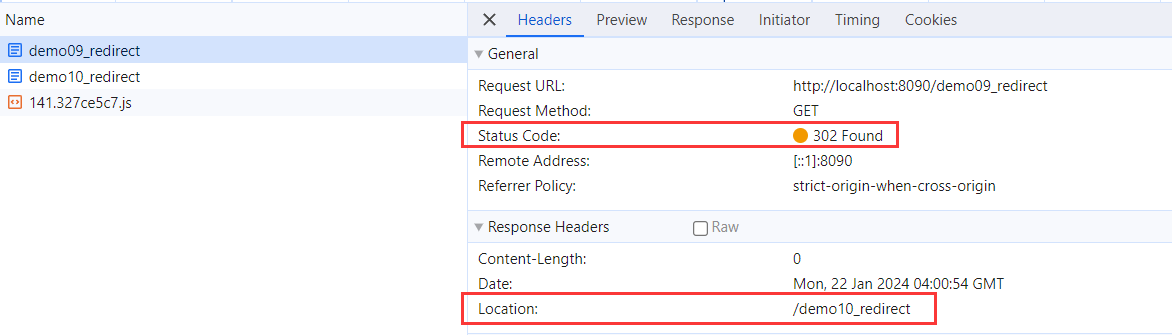 Name
demo09_redirect
demo10_redirect
141.327ce5c7.js
Headers Preview Response Initiator Timing Cookies
General
Request URL: http://localhost:8090/demo09_redirect
Request Method: GET
Status Code: 302 Found
Remote Address: [::1]:8090
Referrer Policy: strict-origin-when-cross-origin
Response Headers Raw
Content-Length: 0
Date: Mon, 22 Jan 2024 04:00:54 GMT
Location: /demo10_redirect